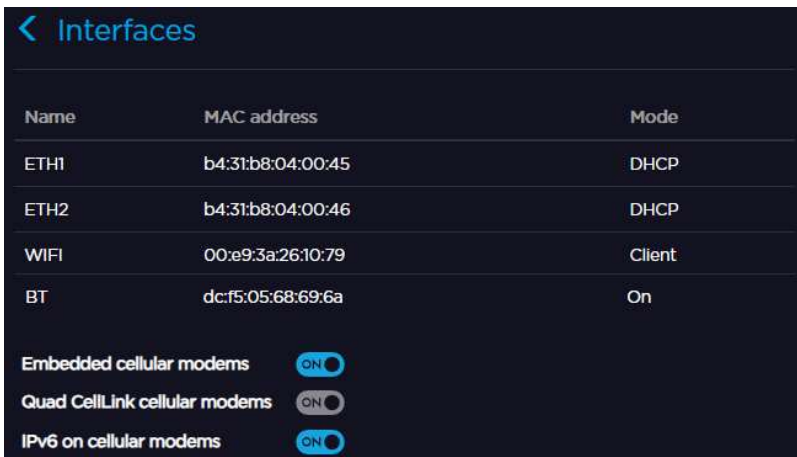 Interfaces
Name MAC address Mode
ETH1 b4:31:b8:04:00:45 DHCP
ETH2 b4:31:b8:04:00:46 DHCP
WIFI 00:e9:3a:26:10:79 Client
BT dc:f5:05:68:69:6a On
Embedded cellular modems ON
Quad CellLink cellular modems ON
IPv6 on cellular modems ON